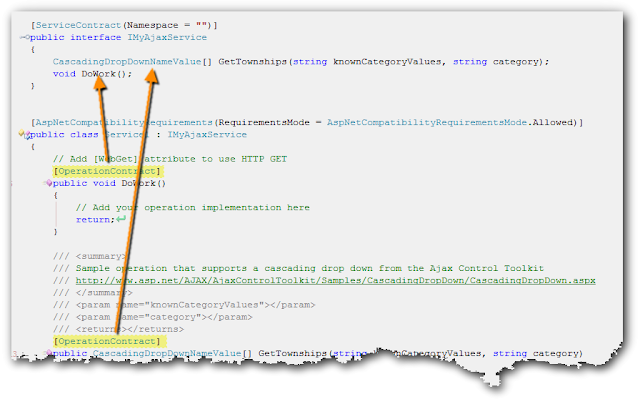 [ServiceContract(Namespace = "")]
public interface IMyAjaxService
{
CascadingDropDownNameValue[] GetTownships(string knownCategoryValues, string category);
void DoWork();
}
[AspNetCompatibilityRequirements(RequirementsMode = AspNetCompatibilityRequirementsMode.Allowed)]
public class Service1 : IMyAjaxService
{
// Add [WebGet] attribute to use HTTP GET
[OperationContract]
public void DoWork()
{
// Add your operation implementation here
return;
}
/// <summary>
/// Sample operation that supports a cascading drop down from the Ajax Control Toolkit
/// http://www.asp.net/AJAX/AjaxControlToolkit/Samples/CascadingDropDown/CascadingDropDown.aspx
/// </summary>
/// <param name="knownCategoryValues"></param>
/// <param name="category"></param>
/// <returns></returns>
[OperationContract]
public CascadingDropDownNameValue[] GetTownships(string CategoryValues, string category)